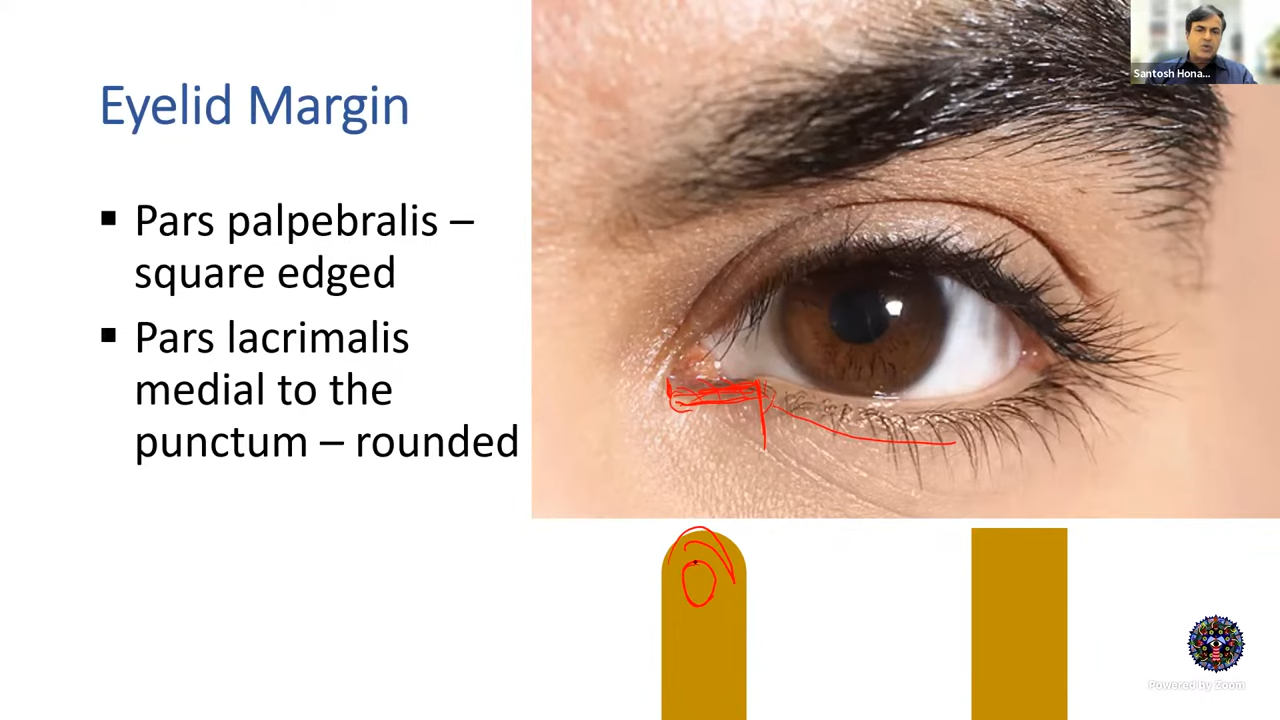 Santosh Hona...
Eyelid Margin
▪ Pars palpebralis –
square edged
▪ Pars lacrimalis
medial to the
punctum – rounded
Powered by Zoom